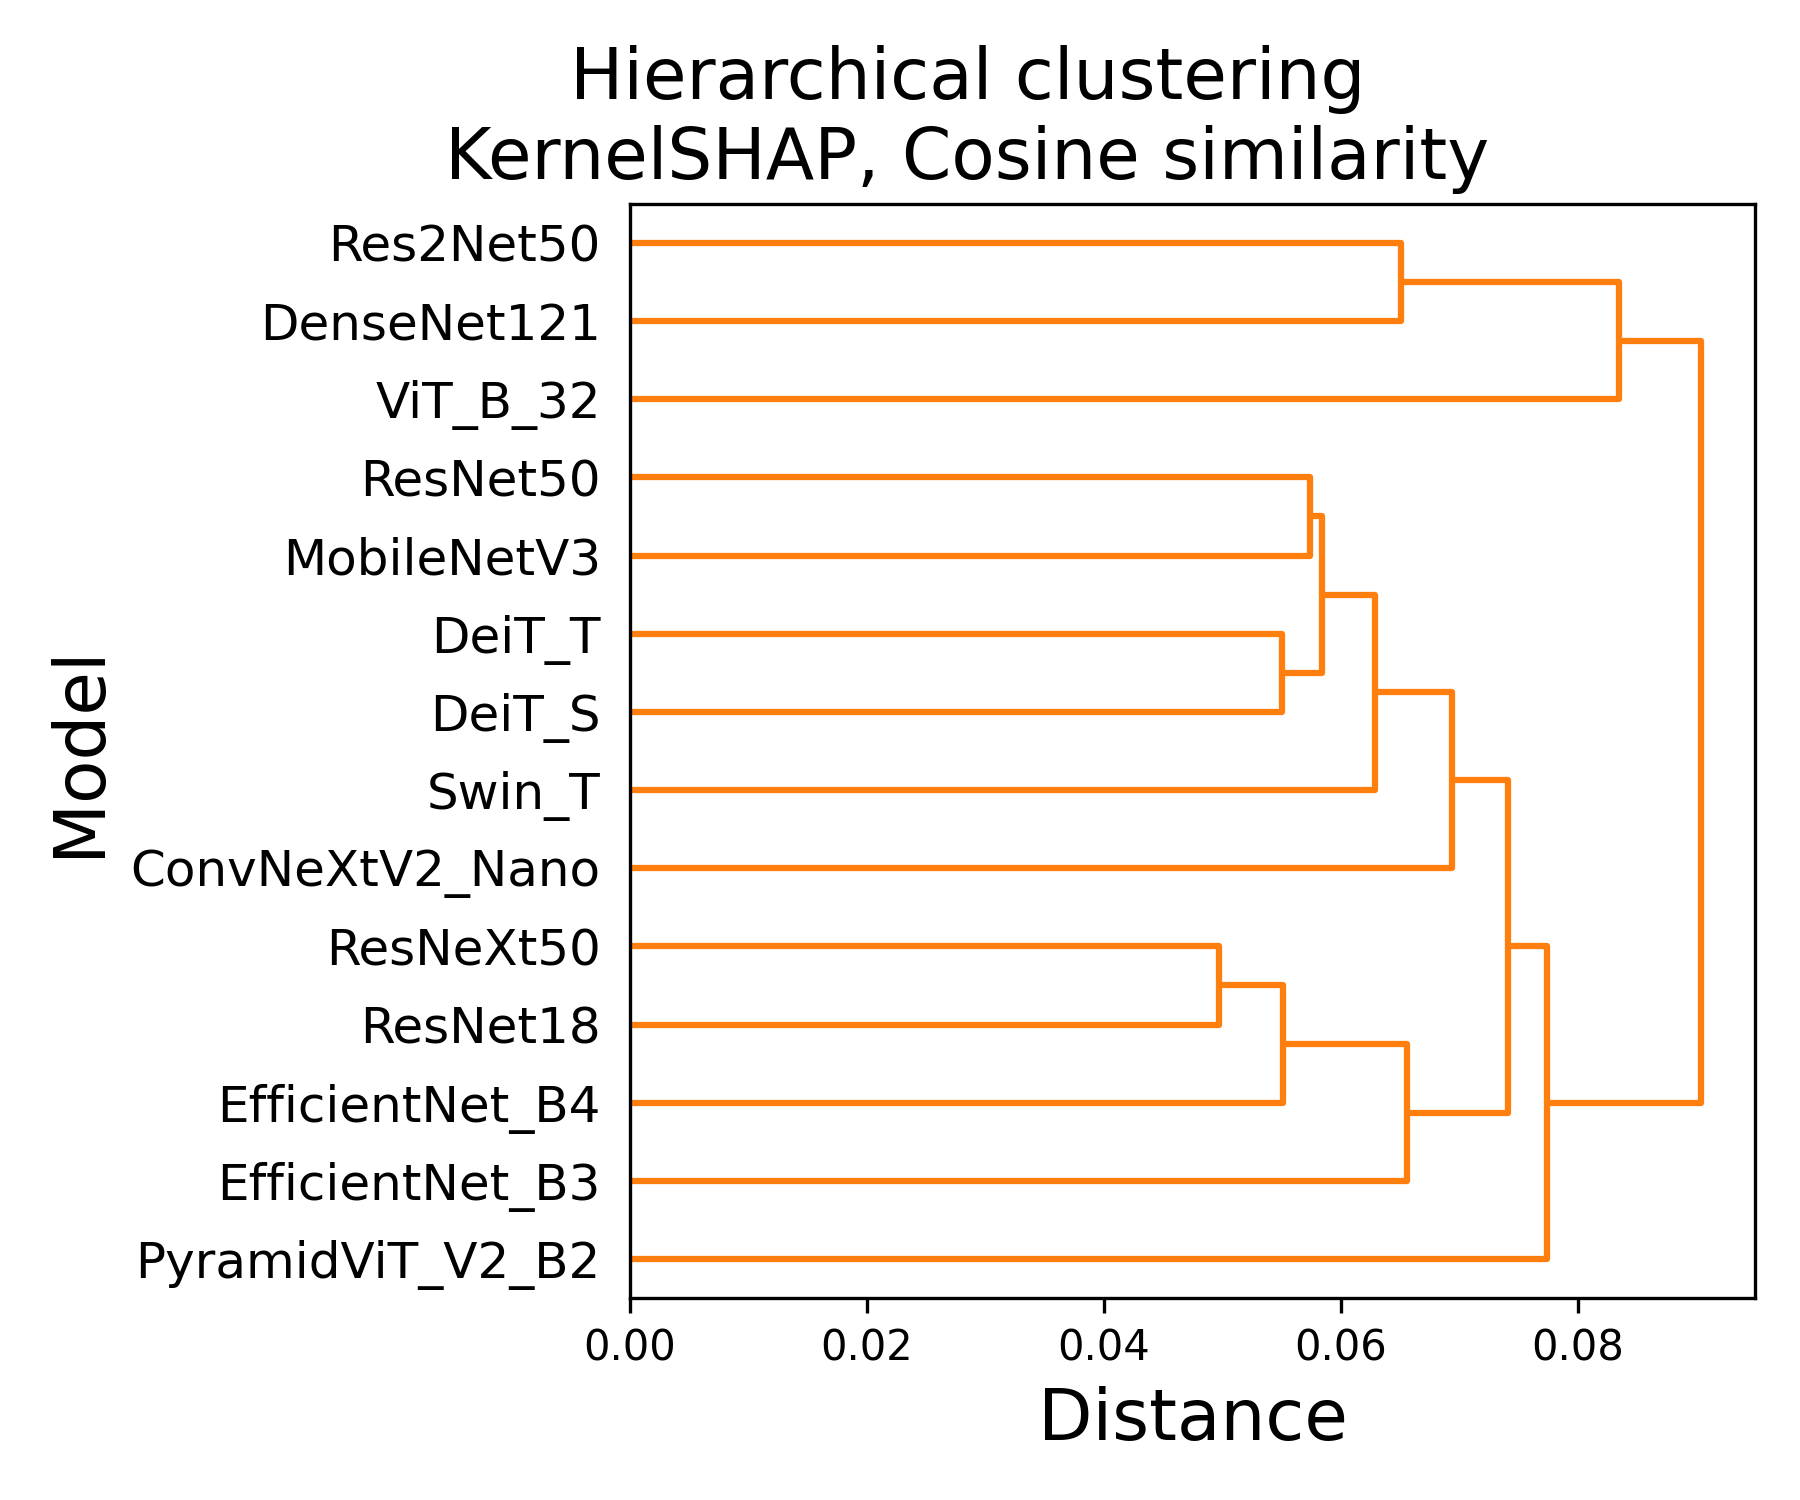 Hierarchical clustering
KernelSHAP, Cosine similarity
Res2Net50
DenseNet121
ViT_B_32
ResNet50
MobileNetV3
DeiT_T
DeiT_S
Swin_T
ConvNeXtV2_Nano
ResNeXt50
ResNet18
EfficientNet_B4
EfficientNet_B3
PyramidViT_V2_B2
Model
0.00 0.02 0.04 0.06 0.08
Distance